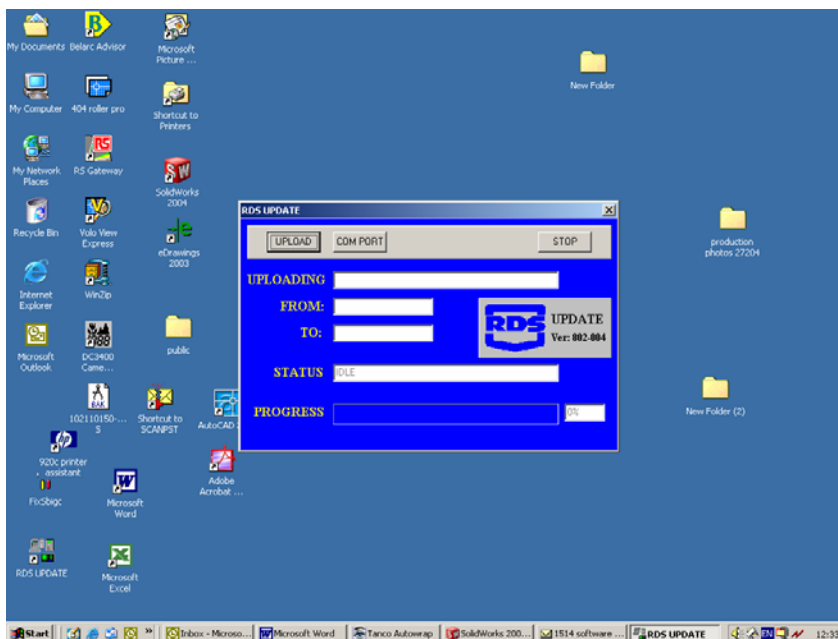 My Documents
Belarc Advisor
Microsoft
Picture ...
New Folder
My Computer
404 roller pro
Shortcut to
Printers
My Network
Places
RS Gateway
SolidWorks
2004
Recycle Bin
Volo View
Express
eDrawings
2003
Internet
Explorer
WinZip
Microsoft
Outlook
DC3400
Came...
public
102110150-...
S
Shortcut to
SCANPST
AutoCAD
920c printer
. assistant
Adobe
Acrobat ...
FixSbigc
Microsoft
Word
RDS UPDATE
Microsoft
Excel
production
photos 27204
New Folder (2)
RDS UPDATE
UPLOAD
COM PORT
STOP
UPLOADING
FROM:
TO:
RDS
UPDATE
Ver: 002-004
STATUS
IDLE
PROGRESS
0%
Start
Inbox - Microso...
Microsoft Word
Tanco Autowrap
SolidWorks 200...
1514 software ...
RDS UPDATE